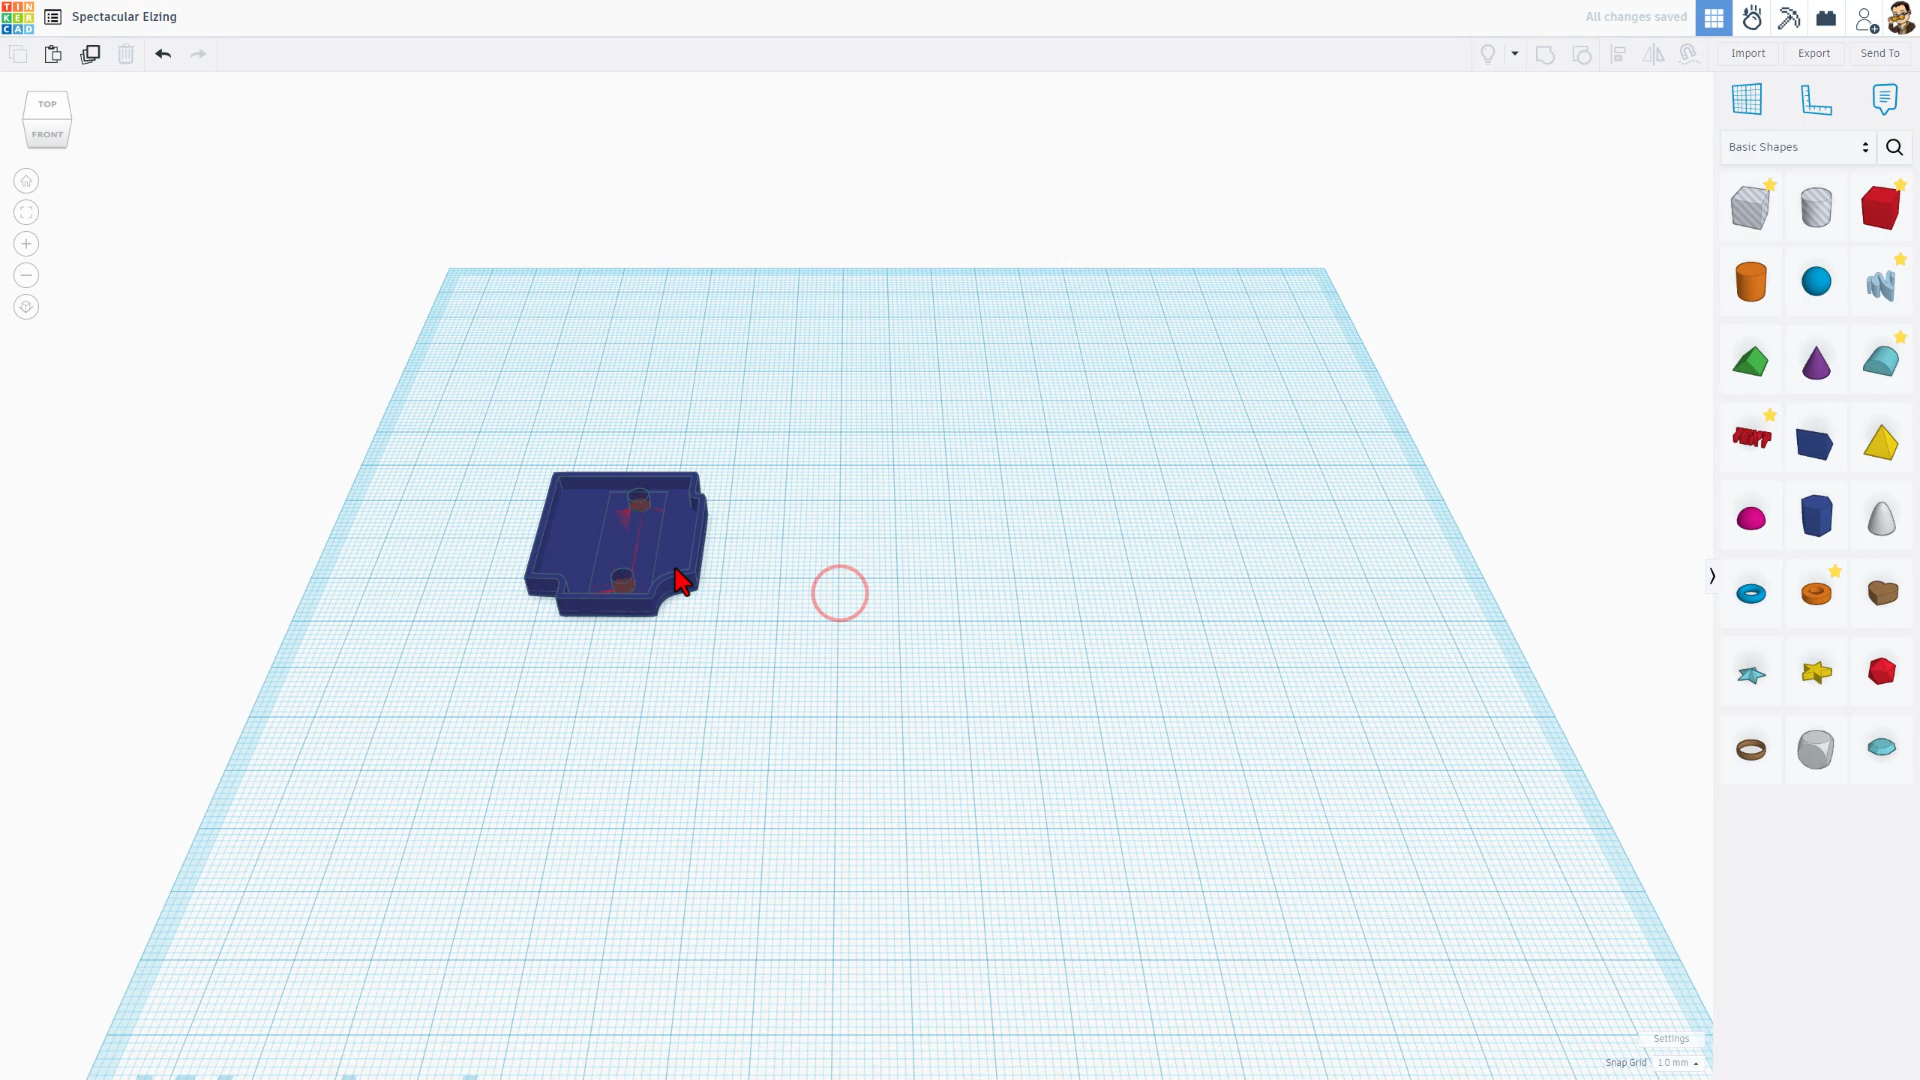 TIN
KER
CAD
Spectacular Elzing
All changes saved
Import
Export
Send To
TOP
FRONT
Basic Shapes
TEXT
Settings
Snap Grid 1.0 mm